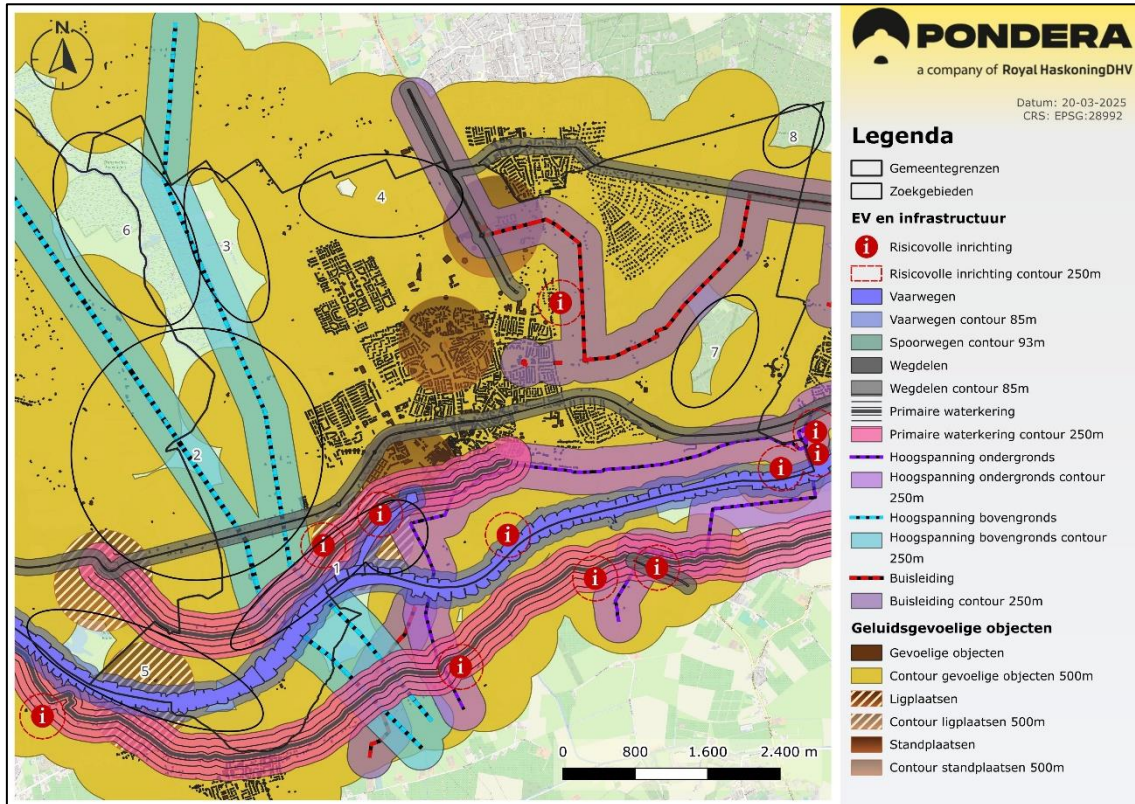 N
8
4
6
3
7
2
1
5
i
i
i
i
i
i
i
i
i
i
i
0 800 1.600 2.400 m
PONDERA
a company of Royal HaskoningDHV
Datum: 20-03-2025
CRS: EPSG:28992
Legenda
Gemeentegrenzen
Zoekgebieden
EV en infrastuctuur
i Risicovolle inrichting
Risicovolle inrichting contour 250m
Vaarwegen
Vaarwegen contour 85m
Spoorwegen contour 93m
Wegdelen
Wegdelen contour 85m
Primaire waterkering
Primaire waterkering contour 250m
Hoogspanning ondergronds
Hoogspanning ondergronds contour
250m
Hoogspanning bovengronds
Hoogspanning bovengronds contour
250m
Buisleiding
Buisleiding contour 250m
Geluidsgevoelige objecten
Gevoelige objecten
Contour gevoelige objecten 500m
Ligplaatsen
Contour ligplaatsen 500m
Standplaatsen
Contour standplaatsen 500m